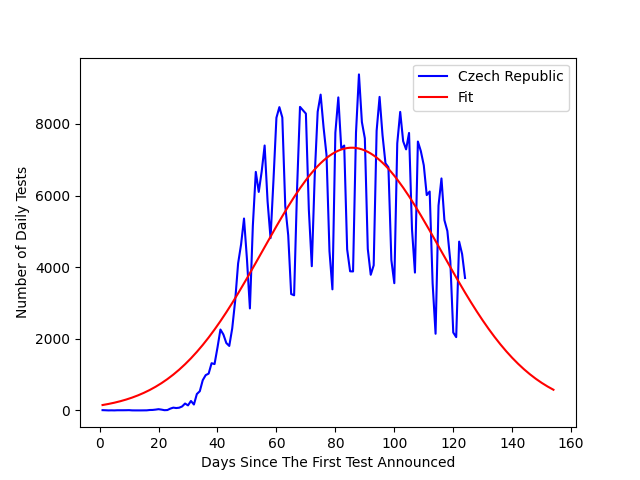 Czech Republic
Fit
8000
6000
4000
2000
0
Number of Daily Tests
0 20 40 60 80 100 120 140 160
Days Since The First Test Announced